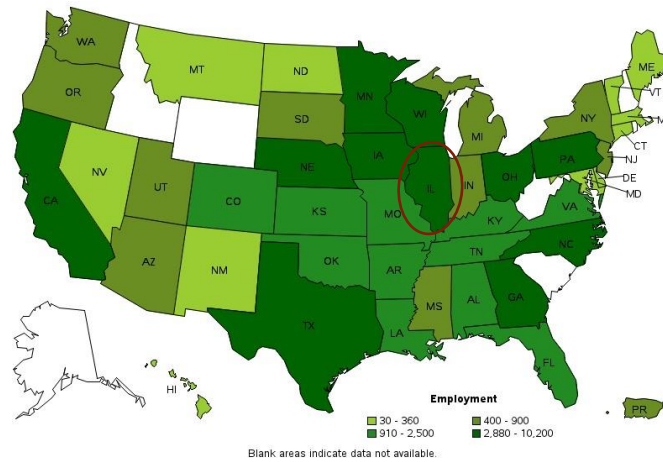 WA
MT
ND
ME
OR
MN
VT
SD
WI
NY
M
MI
CT
IA
PA
NJ
NE
NV
OH
UT
IL
IN
DE
CA
CO
MD
KS
MO
KY
VA
TN
NC
OK
AZ
NM
AR
MS
AL
GA
TX
LA
FL
HI
PR
Employment
30 - 360 400 - 900
910 - 2,500 2,880 - 10,200
Blank areas indicate data not available.